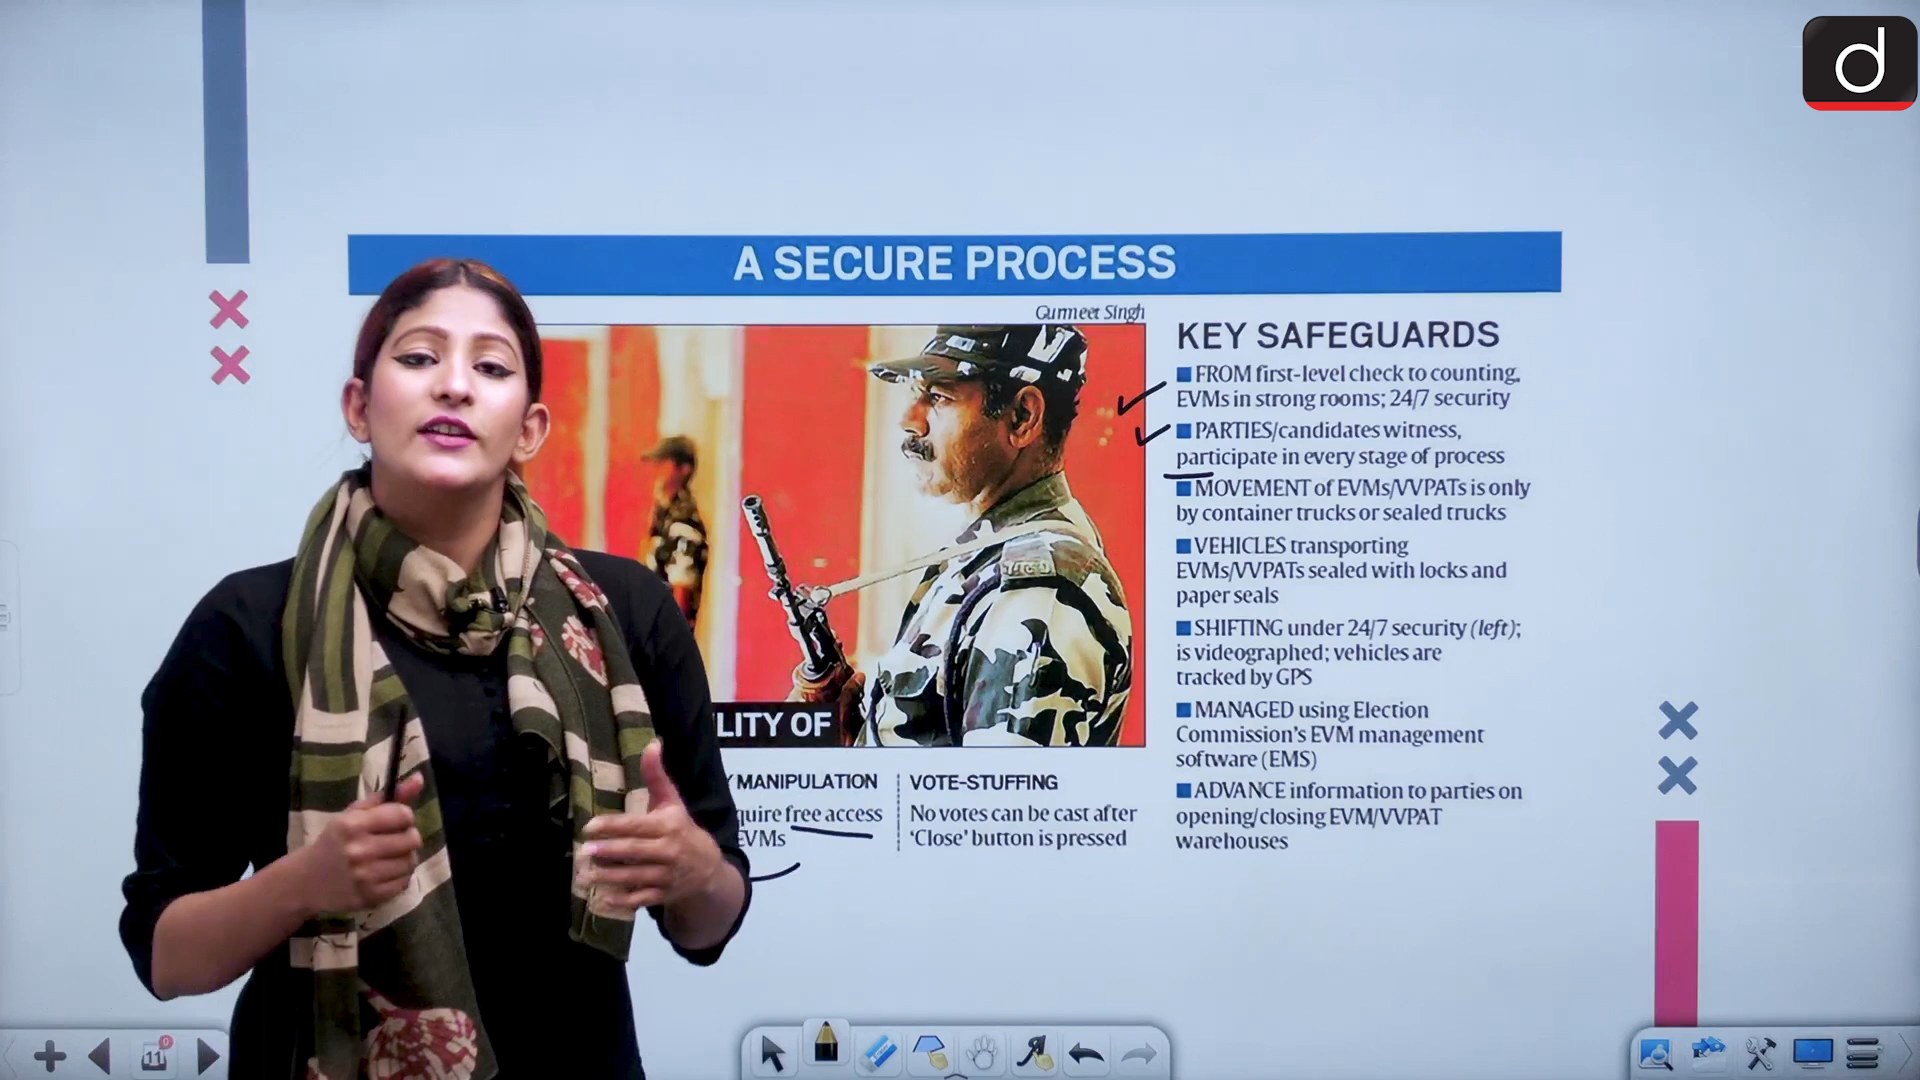 d
A SECURE PROCESS
Gurmeet Singh
KEY SAFEGUARDS
FROM first-level check to counting,
EVMs in strong rooms; 24/7 security
PARTIES/candidates witness,
participate in every stage of process
MOVEMENT of EVMs/VVPATs is only
by container trucks or sealed trucks
VEHICLES transporting
EVMs/VVPATs sealed with locks and
paper seals
SHIFTING under 24/7 security (left);
is videographed; vehicles are
tracked by GPS
MANAGED using Election
Commission's EVM management
software (EMS)
ADVANCE information to parties on
opening/closing EVM/VVPAT
warehouses
LITY OF
MANIPULATION
quire free access
EVMs
VOTE-STUFFING
No votes can be cast after
'Close' button is pressed
11
0